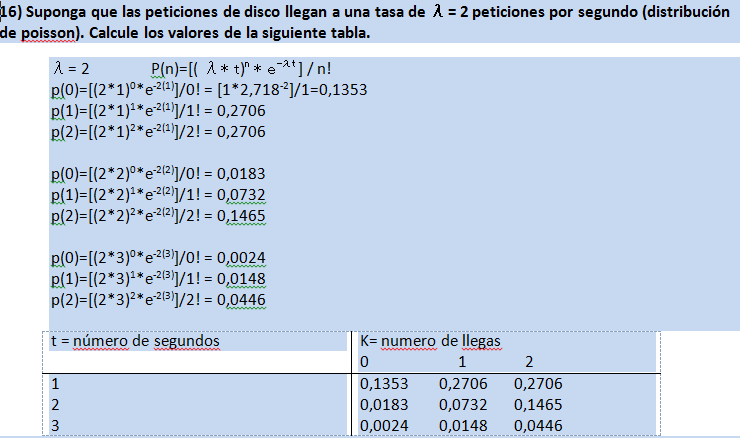 16) Suponga que las peticiones de disco llegan a una tasa de λ = 2 peticiones por segundo (distribución
de poisson). Calcule los valores de la siguiente tabla.
λ = 2 P(n)=[( λ * t)ⁿ * e⁻λᵗ] / n!
p(0)=[(2*1)⁰*e⁻²⁽¹⁾]/0! = [1*2,718⁻²]/1=0,1353
p(1)=[(2*1)¹*e⁻²⁽¹⁾]/1! = 0,2706
p(2)=[(2*1)²*e⁻²⁽¹⁾]/2! = 0,2706
p(0)=[(2*2)⁰*e⁻²⁽²⁾]/0! = 0,0183
p(1)=[(2*2)¹*e⁻²⁽²⁾]/1! = 0,0732
p(2)=[(2*2)²*e⁻²⁽²⁾]/2! = 0,1465
p(0)=[(2*3)⁰*e⁻²⁽³⁾]/0! = 0,0024
p(1)=[(2*3)¹*e⁻²⁽³⁾]/1! = 0,0148
p(2)=[(2*3)²*e⁻²⁽³⁾]/2! = 0,0446
t = número de segundos K= numero de llegas
0 1 2
1 0,1353 0,2706 0,2706
2 0,0183 0,0732 0,1465
3 0,0024 0,0148 0,0446